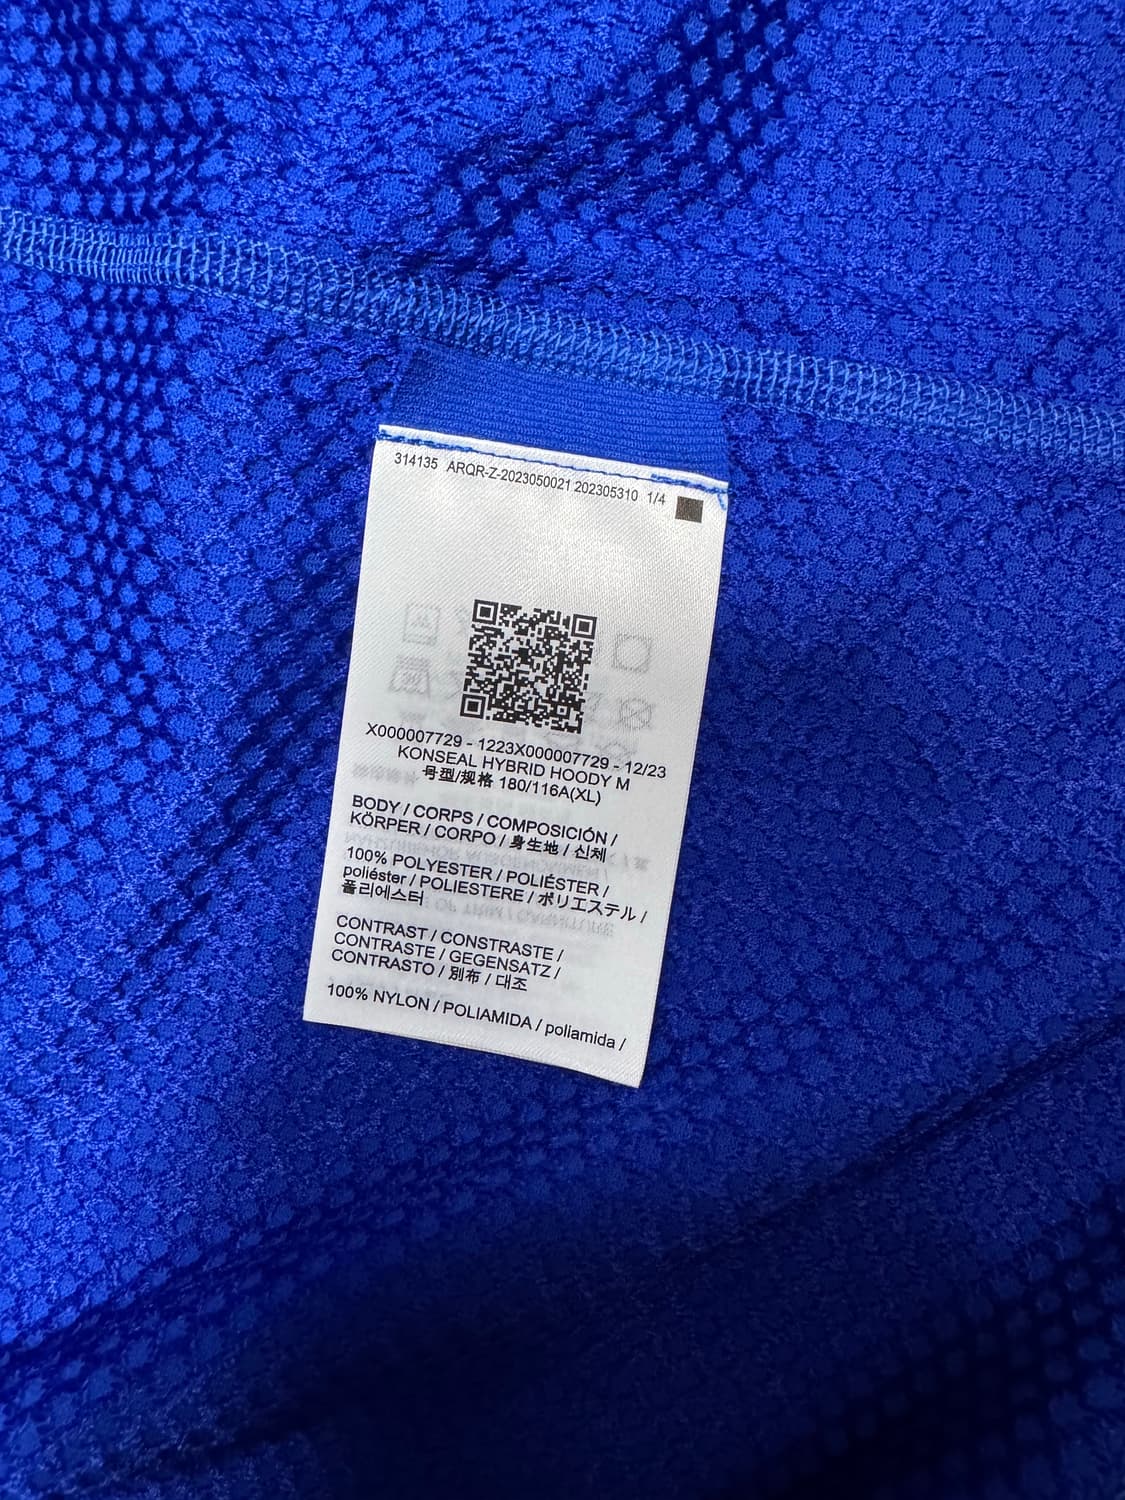 314135 ARQR-Z-2023050021 202305310 1/4
X000007729 - 1223X000007729 - 12/23
KONSEAL HYBRID HOODY M
号型/规格 180/116A(XL)
BODY / CORPS / COMPOSICIÓN /
KÖRPER / CORPO / 身生地 / 신체
100% POLYESTER / POLIÉSTER /
poliéster / POLIESTERE / ポリエステル /
폴리에스터
CONTRAST / CONSTRASTE /
CONTRASTE / GEGENSATZ /
CONTRASTO / 別布 / 대조
100% NYLON / POLIAMIDA / poliamida /